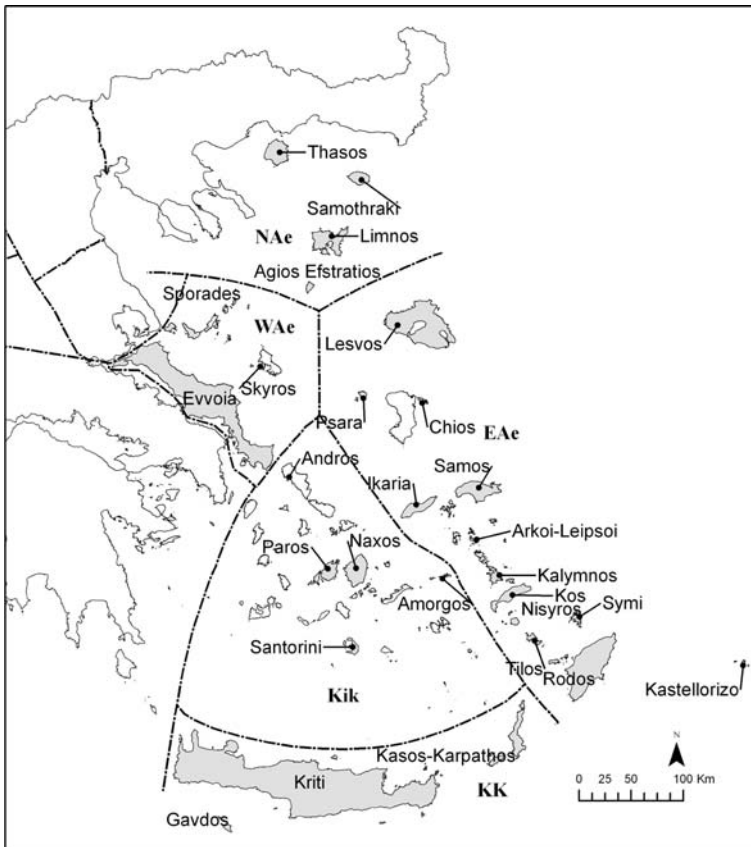 Thasos
Samothraki
NAe
Limnos
Agios Efstratios
Sporades
WAe
Lesvos
Skyros
Evvoia
Psara
Chios
EAe
Andros
Samos
Ikaria
Arkoi-Leipsoi
Paros
Naxos
Kalymnos
Amorgos
Kos
Nisyros
Symi
Santorini
Tilos
Rodos
Kastellorizo
Kik
Kasos-Karpathos
Kriti
KK
Gavdos
N
0 25 50 100 Km